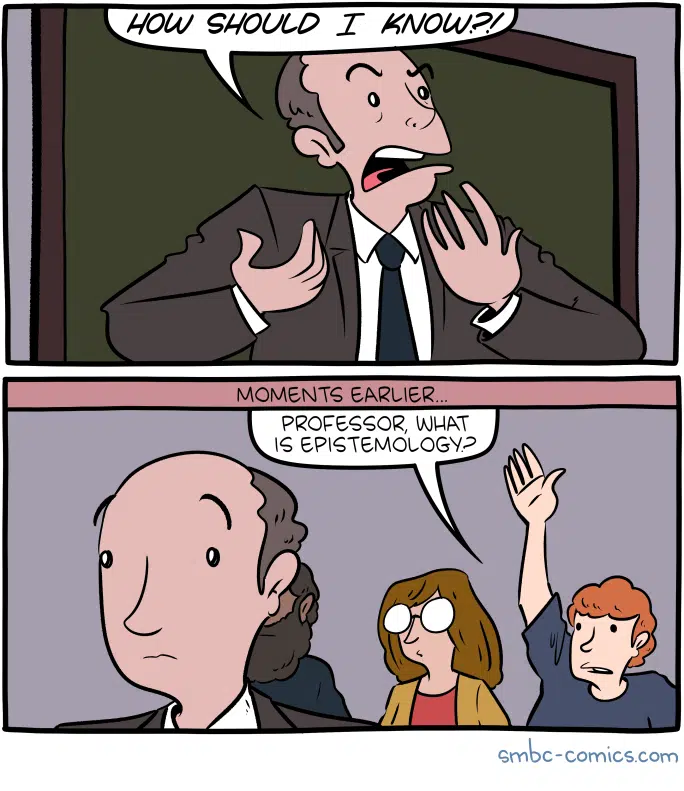 HOW SHOULD I KNOW?!
MOMENTS EARLIER...
PROFESSOR, WHAT
IS EPISTEMOLOGY?
smbc-comics.com